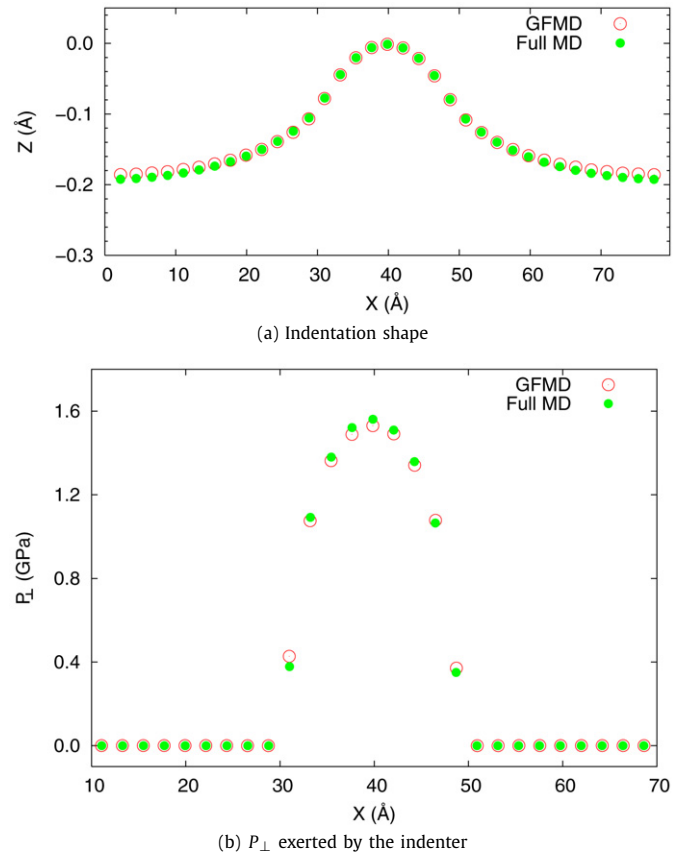 GFMD
Full MD
0.0
−0.1
−0.2
−0.3
Z (Å)
0 10 20 30 40 50 60 70
X (Å)
(a) Indentation shape
GFMD
Full MD
1.6
1.2
0.8
0.4
0.0
P⊥ (GPa)
10 20 30 40 50 60 70
X (Å)
(b) P⊥ exerted by the indenter